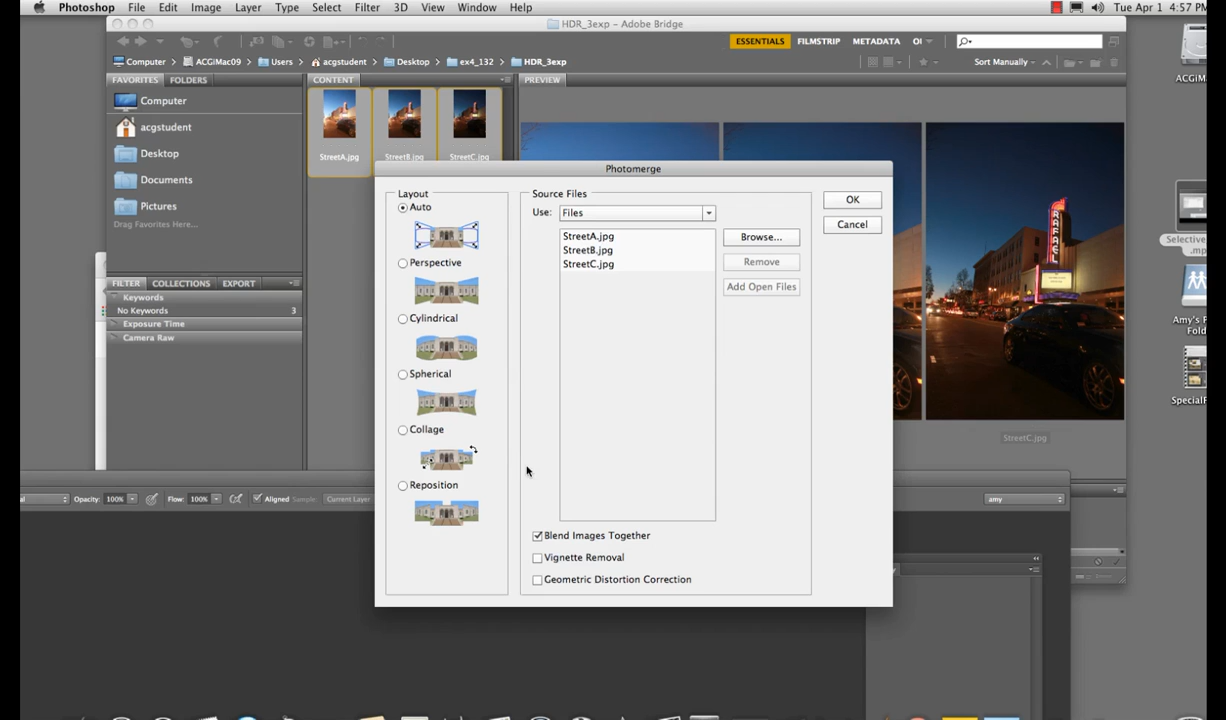 Photoshop File Edit Image Layer Type Select Filter 3D View Window Help Tue Apr 1 4:57 PM
HDR_3exp – Adobe Bridge
ESSENTIALS FILMSTRIP METADATA
Computer > ACGiMac09 > Users > acgstudent > Desktop > ex4_132 > HDR_3exp Sort Manually
FAVORITES FOLDERS CONTENT PREVIEW
Computer
acgstudent
Desktop
Documents
Pictures
Drag Favorites Here...
FILTER COLLECTIONS EXPORT
Keywords
No Keywords 3
Exposure Time
Camera Raw
StreetA.jpg StreetB.jpg StreetC.jpg
Photomerge
Layout
Auto
Perspective
Cylindrical
Spherical
Collage
Reposition
Source Files
Use: Files
StreetA.jpg
StreetB.jpg
StreetC.jpg
Browse...
Remove
Add Open Files
OK
Cancel
Blend Images Together
Vignette Removal
Geometric Distortion Correction
RAFAEL
StreetC.jpg
ACGiM
Selective
.mp
Amy's P
Fold
SpecialF
Opacity: 100% Flow: 100% Aligned Sample: Current Layer
amy